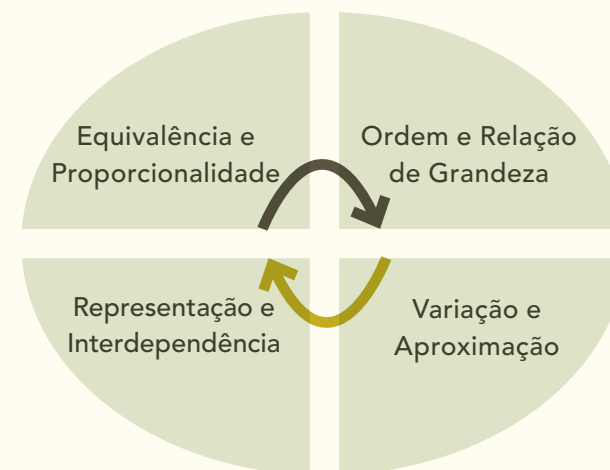 Equivalência e
Proporcionalidade
Ordem e Relação
de Grandeza
Representação e
Interdependência
Variação e
Aproximação